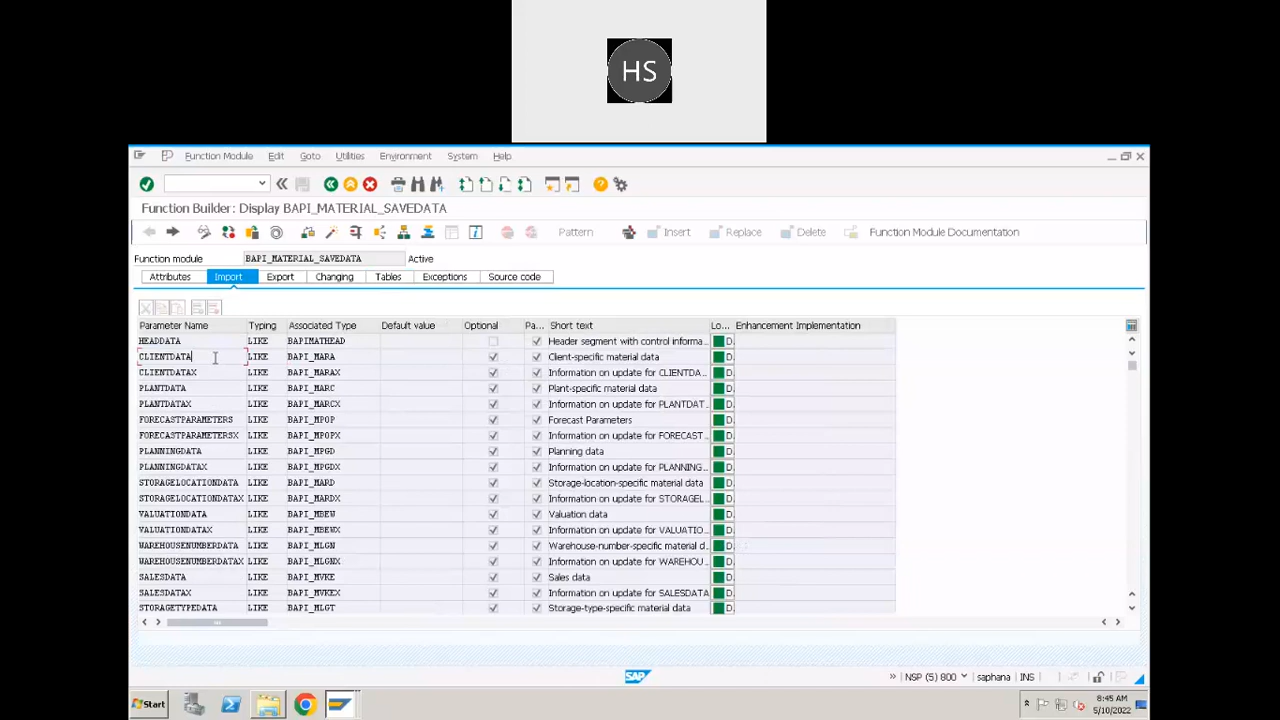 HS
Function Module Edit Goto Utilities Environment System Help
Function Builder: Display BAPI_MATERIAL_SAVEDATA
Pattern Insert Replace Delete Function Module Documentation
Function module BAPI_MATERIAL_SAVEDATA Active
Attributes Import Export Changing Tables Exceptions Source code
Parameter Name Typing Associated Type Default value Optional Pa... Short text Lo... Enhancement Implementation
HEADDATA LIKE BAPIMATHEAD Header segment with control informa...
CLIENTDATA LIKE BAPI_MARA Client-specific material data D.
CLIENTDATAX LIKE BAPI_MARAX Information on update for CLIENTDA... D.
PLANTDATA LIKE BAPI_MARC Plant-specific material data D.
PLANTDATAX LIKE BAPI_MARCX Information on update for PLANTDAT... D.
FORECASTPARAMETERS LIKE BAPI_MPOP Forecast Parameters D.
FORECASTPARAMETERSX LIKE BAPI_MPOPX Information on update for FORECAST... D.
PLANNINGDATA LIKE BAPI_MPGD Planning data D.
PLANNINGDATAX LIKE BAPI_MPGDX Information on update for PLANNING... D.
STORAGELOCATIONDATA LIKE BAPI_MARD Storage-location-specific material data D.
STORAGELOCATIONDATAX LIKE BAPI_MARDX Information on update for STORAGEL... D.
VALUATIONDATA LIKE BAPI_MBEW Valuation data D.
VALUATIONDATAX LIKE BAPI_MBEWX Information on update for VALUATIO... D.
WAREHOUSENUMBERDATA LIKE BAPI_MLGN Warehouse-number-specific material d... D.
WAREHOUSENUMBERDATAX LIKE BAPI_MLGNX Information on update for WAREHOU... D.
SALESDATA LIKE BAPI_MVKE Sales data D.
SALESDATAX LIKE BAPI_MVKEX Information on update for SALESDATA D.
STORAGETYPEDATA LIKE BAPI_MLGT Storage-type-specific material data D.
SAP
» NSP (5) 800 saphana INS
Start
8:45 AM
5/10/2022